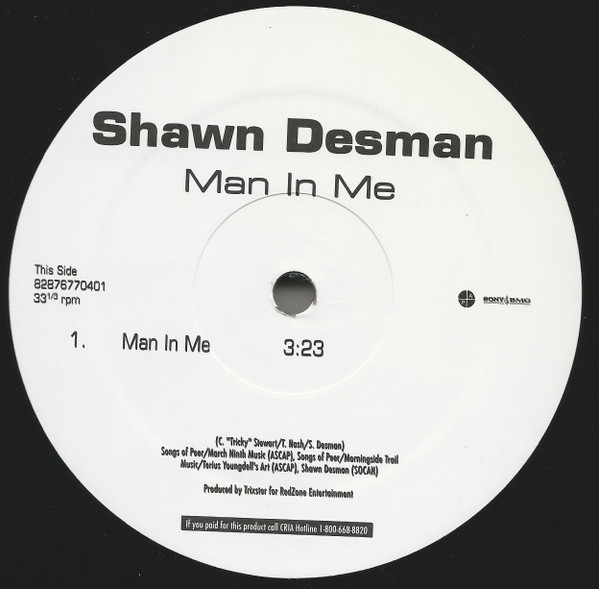 Shawn Desman
Man In Me
This Side
82876770401
33 1/3 rpm
SONY BMG
1. Man In Me 3:23
(C. "Tricky" Stewart/T. Nash/S. Desman)
Songs of Peer/March Ninth Music (ASCAP), Songs of Peer/Morningside Trail
Music/Torius Youngdell's Art (ASCAP), Shawn Desman (SOCAN)
Produced by Trixster for RedZone Entertainment
If you paid for this product call CRIA Hotline 1-800-668-8820